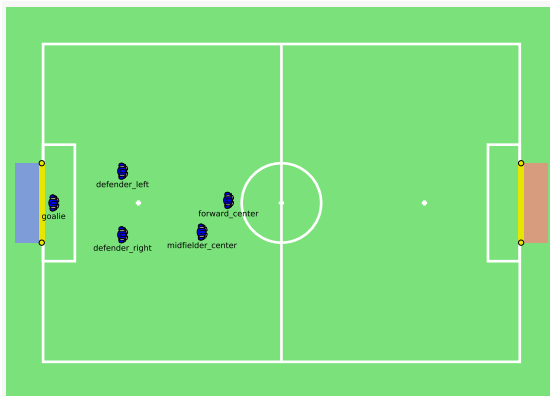 defender_left
goalie
forward_center
defender_right
midfielder_center